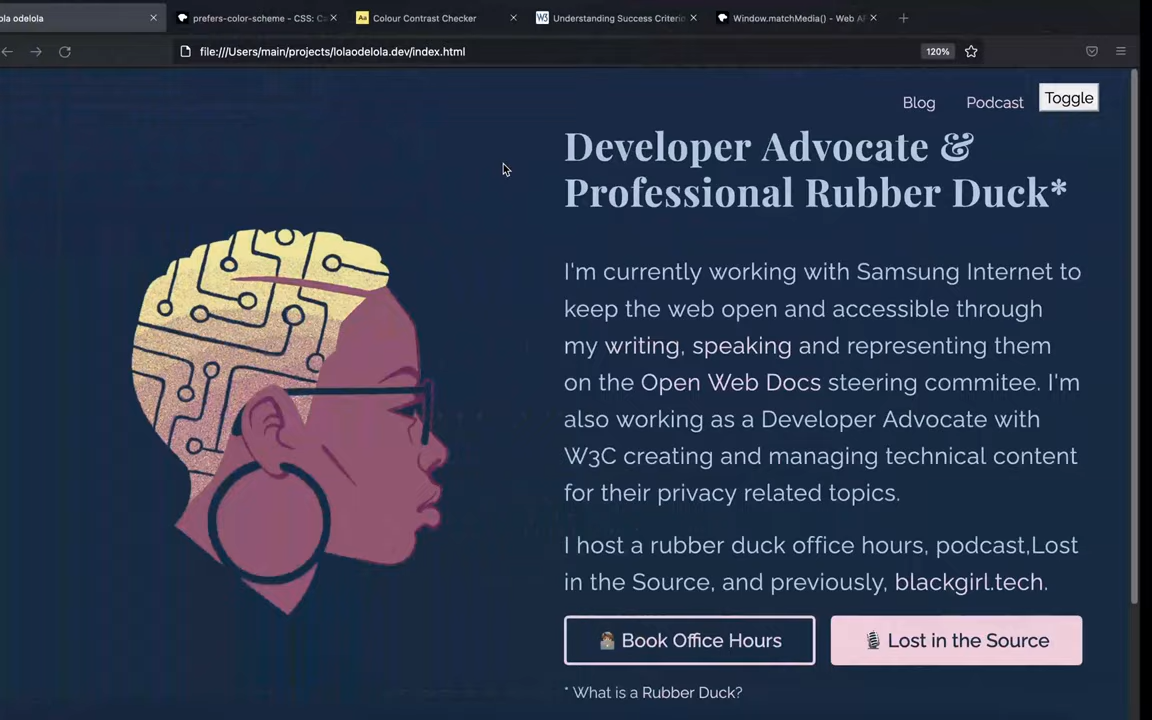 ola odelola
prefers-color-scheme - CSS: Ca
Colour Contrast Checker
Understanding Success Criterio
Window.matchMedia() - Web A
file:///Users/main/projects/lolaodelola.dev/index.html
120%
Blog
Podcast
Toggle
Developer Advocate &
Professional Rubber Duck*
I'm currently working with Samsung Internet to
keep the web open and accessible through
my writing, speaking and representing them
on the Open Web Docs steering commitee. I'm
also working as a Developer Advocate with
W3C creating and managing technical content
for their privacy related topics.
I host a rubber duck office hours, podcast,Lost
in the Source, and previously, blackgirl.tech.
Book Office Hours
Lost in the Source
* What is a Rubber Duck?